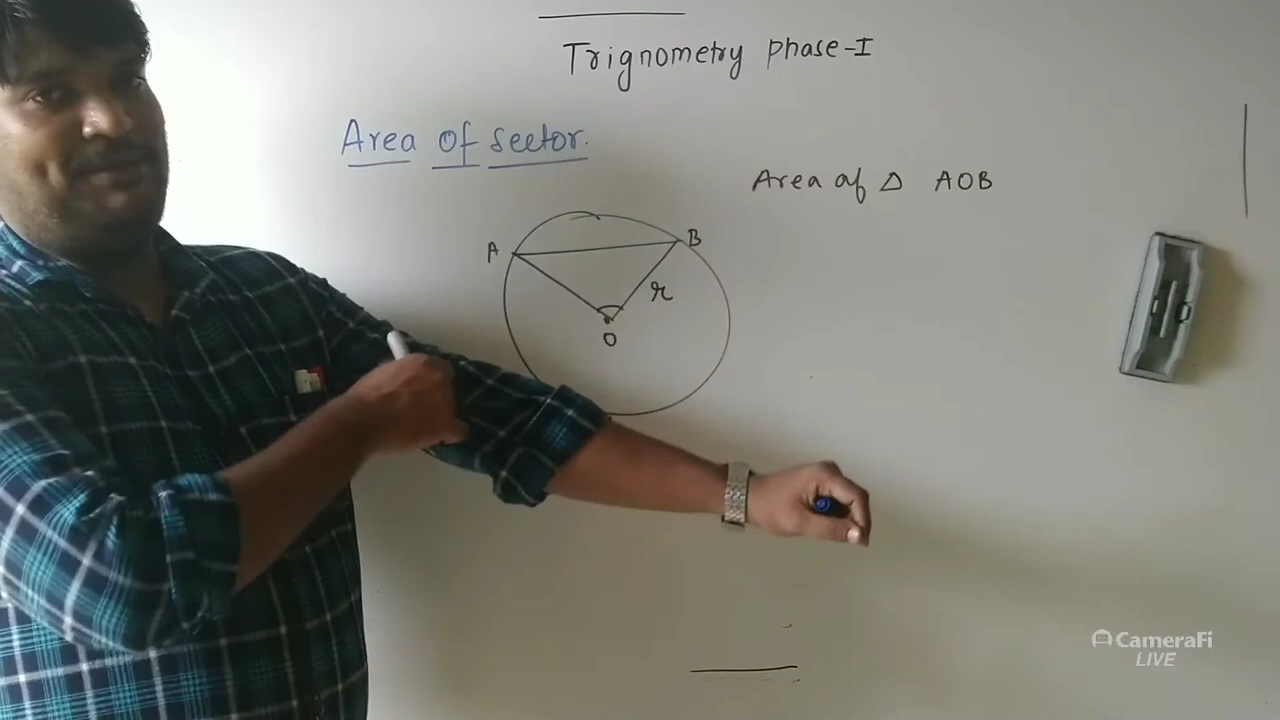 Trignometry phase-I
Area of sector.
Area of Δ AOB
A
B
r
O
CameraFi
LIVE